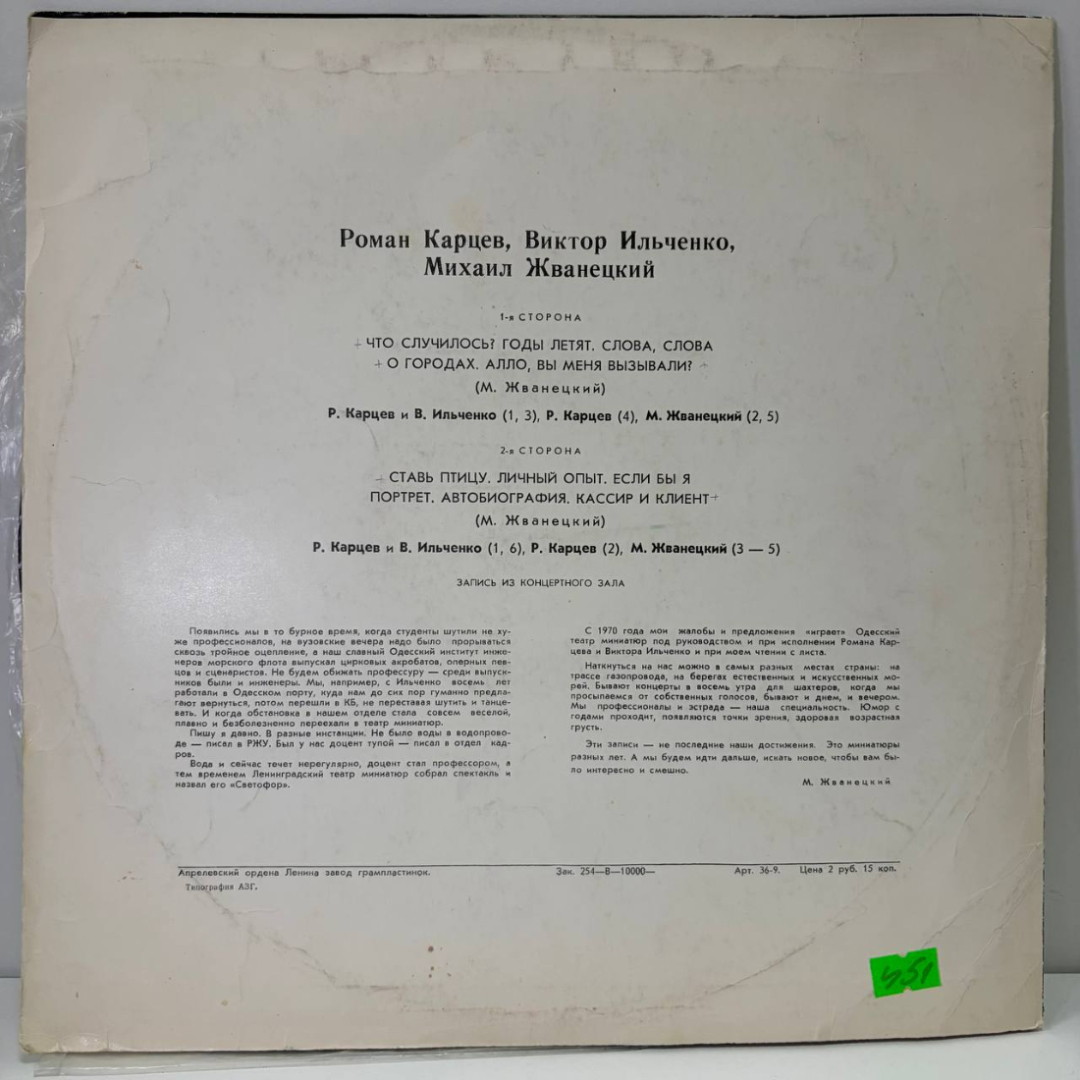 Роман Карцев, Виктор Ильченко,
Михаил Жванецкий
1-я СТОРОНА
ЧТО СЛУЧИЛОСЬ? ГОДЫ ЛЕТЯТ. СЛОВА, СЛОВА
О ГОРОДАХ. АЛЛО, ВЫ МЕНЯ ВЫЗЫВАЛИ?
(М. Жванецкий)
Р. Карцев и В. Ильченко (1, 3), Р. Карцев (4), М. Жванецкий (2, 5)
2-я СТОРОНА
СТАВЬ ПТИЦУ. ЛИЧНЫЙ ОПЫТ. ЕСЛИ БЫ Я
ПОРТРЕТ. АВТОБИОГРАФИЯ. КАССИР И КЛИЕНТ
(М. Жванецкий)
Р. Карцев и В. Ильченко (1, 6), Р. Карцев (2), М. Жванецкий (3 — 5)
ЗАПИСЬ ИЗ КОНЦЕРТНОГО ЗАЛА
Появились мы в то бурное время, когда студенты шутили не ху-
же профессионалов, на вузовские вечера надо было прорываться
сквозь тройное оцепление, а наш славный Одесский институт инже-
неров морского флота выпускал цирковых акробатов, оперных пев-
цов и сценаристов. Не будем обижать профессуру — среди выпуск-
ников были и инженеры. Мы, например, с Ильченко восемь лет
работали в Одесском порту, куда нам до сих пор гуманно предла-
гают вернуться, потом перешли в КБ, не переставая шутить и танце-
вать. И когда обстановка в нашем отделе стала совсем веселой,
плавно и безболезненно переехали в театр миниатюр.
Пишу я давно. В разные инстанции. Не было воды в водопрово-
де — писал в РЖУ. Был у нас доцент тупой — писал в отдел кад-
ров.
Вода и сейчас течет нерегулярно, доцент стал профессором, а
тем временем Ленинградский театр миниатюр собрал спектакль и
назвал его «Светофор».
С 1970 года мои жалобы и предложения «играет» Одесский
театр миниатюр под руководством и при исполнении Романа Кар-
цева и Виктора Ильченко и при моем чтении с листа.
Наткнуться на нас можно в самых разных местах страны: на
трассе газопровода, на берегах естественных и искусственных мо-
рей. Бывают концерты в восемь утра для шахтеров, когда мы
просыпаемся от собственных голосов, бывают и днем, и вечером.
Мы профессионалы и эстрада — наша специальность. Юмор с
годами проходит, появляются точки зрения, здоровая возрастная
грусть.
Эти записи — не последние наши достижения. Это миниатюры
разных лет. А мы будем идти дальше, искать новое, чтобы вам бы-
ло интересно и смешно.
М. Жванецкий
Апрелевский ордена Ленина завод грампластинок. Зак. 254—В—10000— Арт. 36-9. Цена 2 руб. 15 коп.
Типография АЗГ.